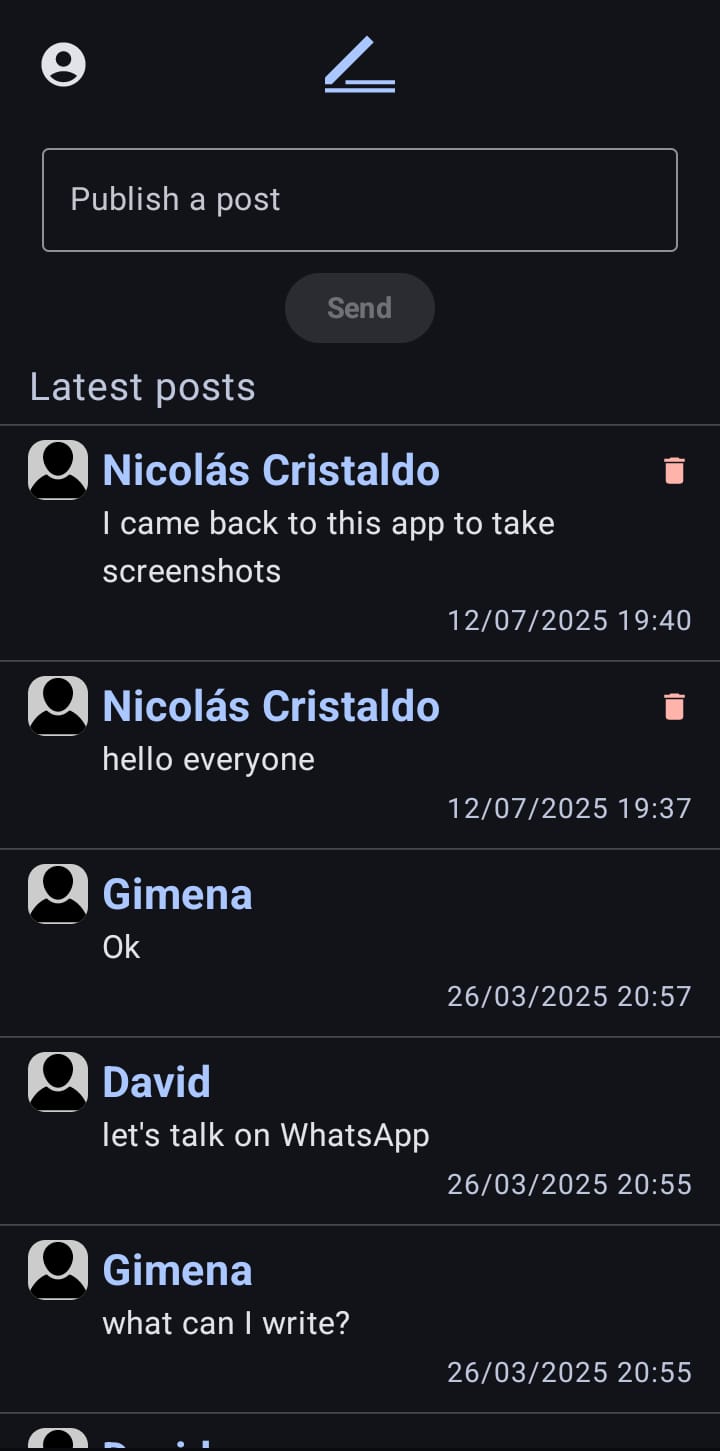 Publish a post
Send
Latest posts
Nicolás Cristaldo
I came back to this app to take
screenshots
12/07/2025 19:40
Nicolás Cristaldo
hello everyone
12/07/2025 19:37
Gimena
Ok
26/03/2025 20:57
David
let's talk on WhatsApp
26/03/2025 20:55
Gimena
what can I write?
26/03/2025 20:55